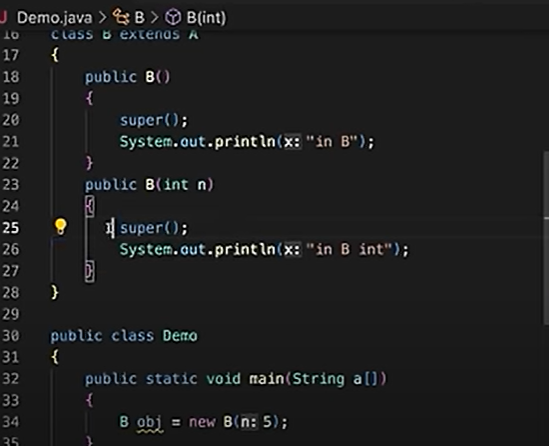 Demo.java > B > B(int)
16 class B extends A
17 {
18 public B()
19 {
20 super();
21 System.out.println(x: "in B");
22 }
23 public B(int n)
24 {
25 super();
26 System.out.println(x: "in B int");
27 }
28 }
29
30 public class Demo
31 {
32 public static void main(String a[])
33 {
34 B obj = new B(n: 5);
35 }